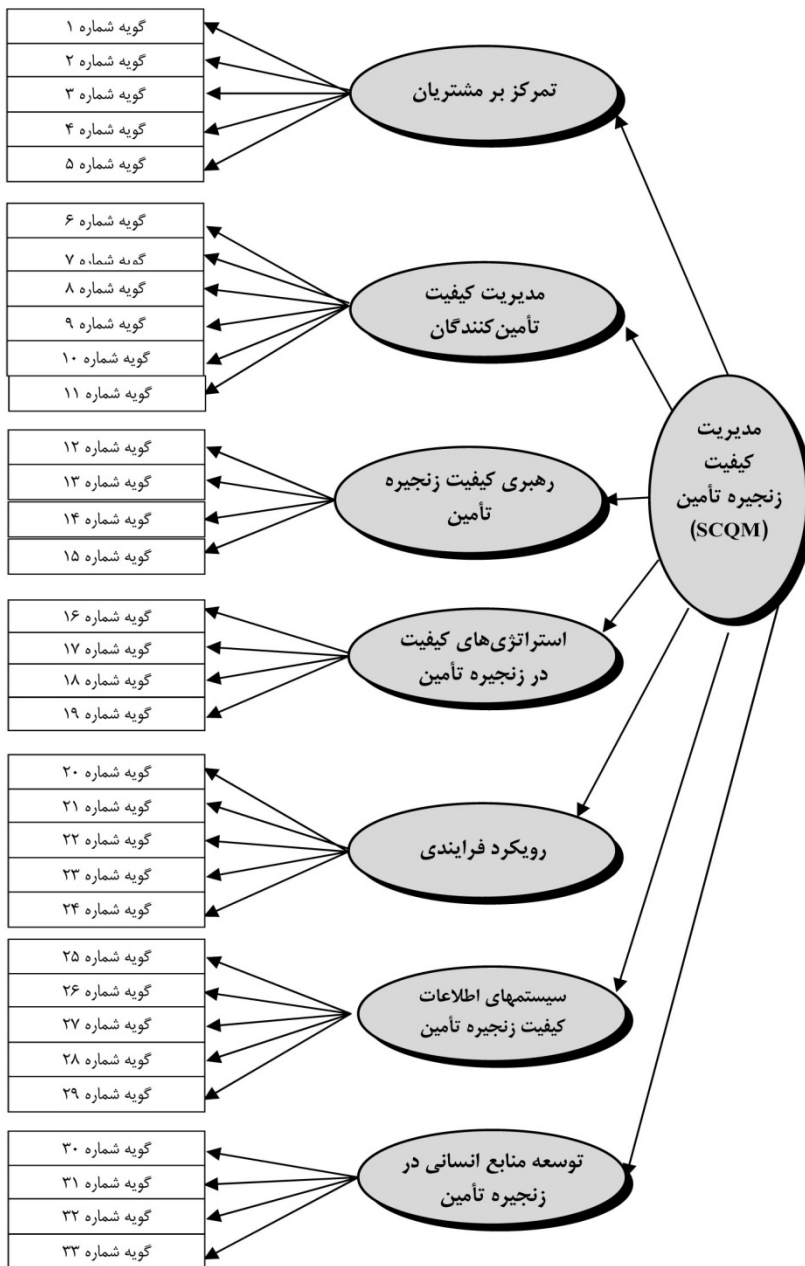 مدیریت
کیفیت
زنجیره تأمین
(SCQM)
تمرکز بر مشتریان
گویه شماره ۱
گویه شماره ۲
گویه شماره ۳
گویه شماره ۴
گویه شماره ۵
مدیریت کیفیت
تأمین‌کنندگان
گویه شماره ۶
گویه شماره ۷
گویه شماره ۸
گویه شماره ۹
گویه شماره ۱۰
گویه شماره ۱۱
رهبری کیفیت زنجیره
تأمین
گویه شماره ۱۲
گویه شماره ۱۳
گویه شماره ۱۴
گویه شماره ۱۵
استراتژی‌های کیفیت
در زنجیره تأمین
گویه شماره ۱۶
گویه شماره ۱۷
گویه شماره ۱۸
گویه شماره ۱۹
رویکرد فرایندی
گویه شماره ۲۰
گویه شماره ۲۱
گویه شماره ۲۲
گویه شماره ۲۳
گویه شماره ۲۴
سیستمهای اطلاعات
کیفیت زنجیره تأمین
گویه شماره ۲۵
گویه شماره ۲۶
گویه شماره ۲۷
گویه شماره ۲۸
گویه شماره ۲۹
توسعه منابع انسانی در
زنجیره تأمین
گویه شماره ۳۰
گویه شماره ۳۱
گویه شماره ۳۲
گویه شماره ۳۳